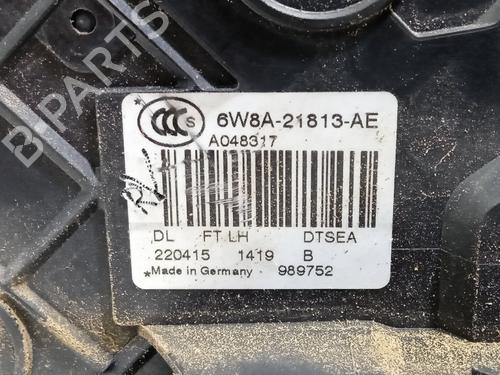 CCC S 6W8A-21813-AE
A048317
DL FT LH DTSEA
220415 1419 B
*Made in Germany 989752
B-PARTS